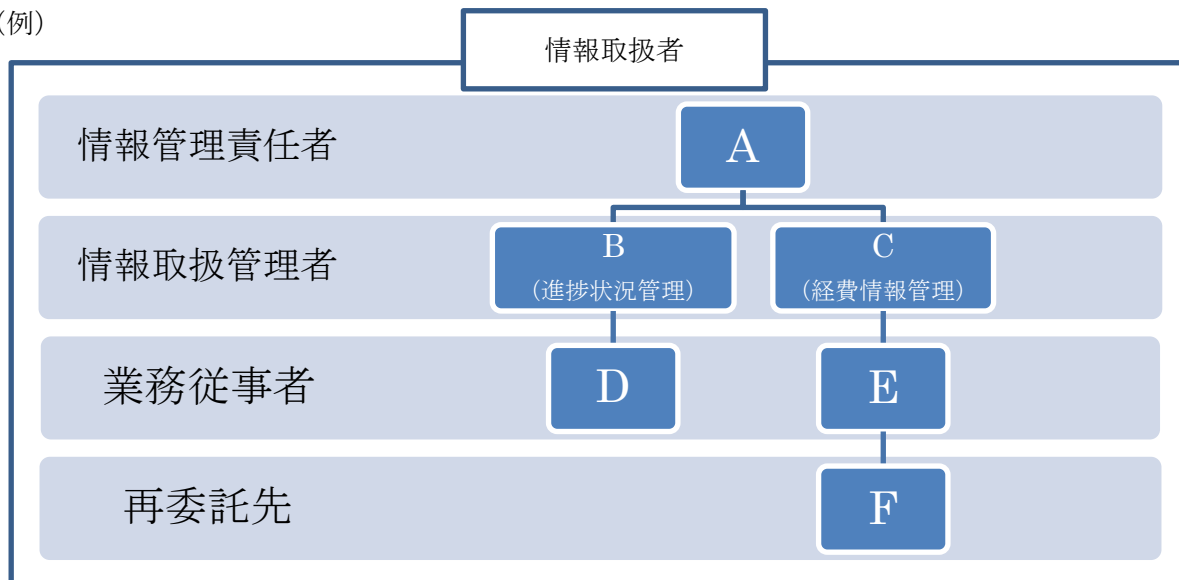 (例)
情報取扱者
情報管理責任者
A
情報取扱管理者
B
(進捗状況管理)
C
(経費情報管理)
業務従事者
D
E
再委託先
F